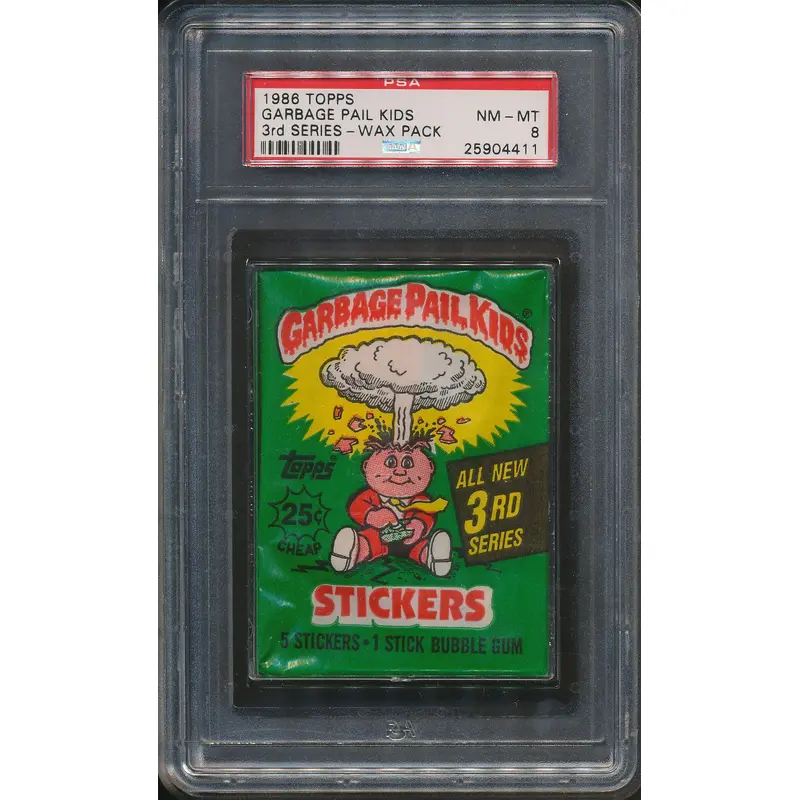 PSA
1986 TOPPS
GARBAGE PAIL KIDS NM-MT
3rd SERIES-WAX PACK 8
25904411
GARBAGE PAIL KIDS ®
topps®
ALL NEW
3RD
SERIES
25¢
CHEAP
STICKERS
5 STICKERS•1 STICK BUBBLE GUM
PSA